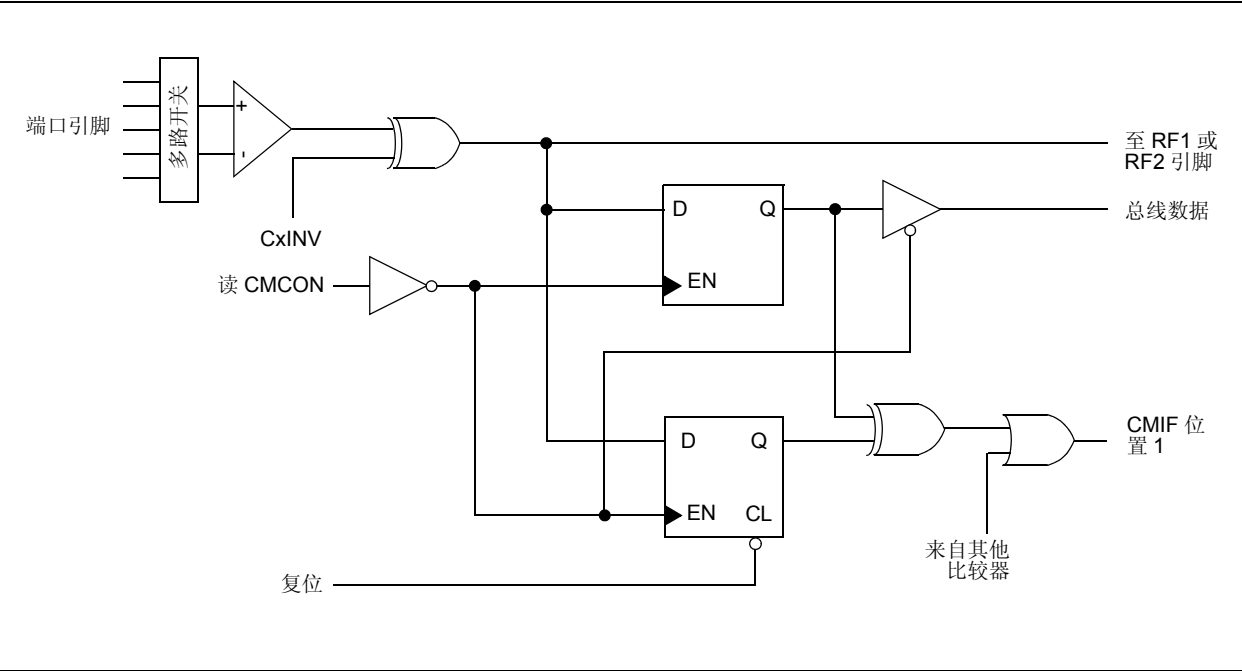 端口引脚
多路开关
+
-
CxINV
至 RF1 或
RF2 引脚
D
Q
EN
总线数据
读 CMCON
D
Q
EN
CL
CMIF 位
置 1
来自其他
比较器
复位